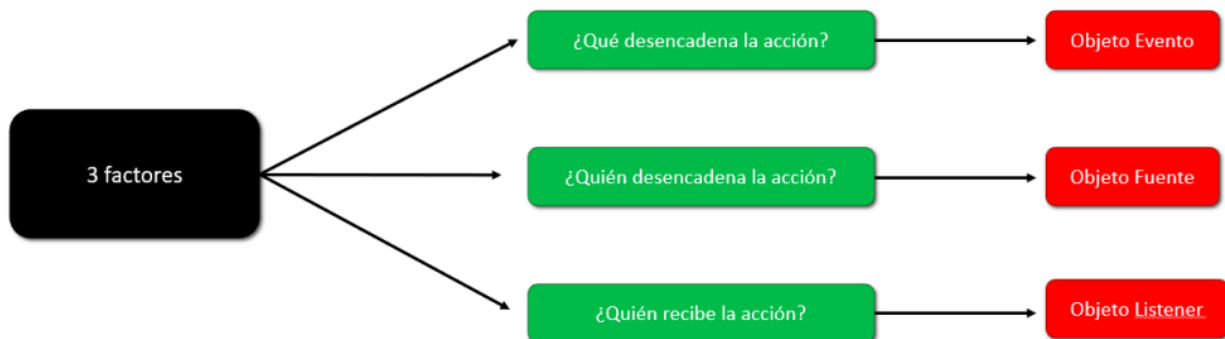 ¿Qué desencadena la acción?
Objeto Evento
3 factores
¿Quién desencadena la acción?
Objeto Fuente
¿Quién recibe la acción?
Objeto Listener